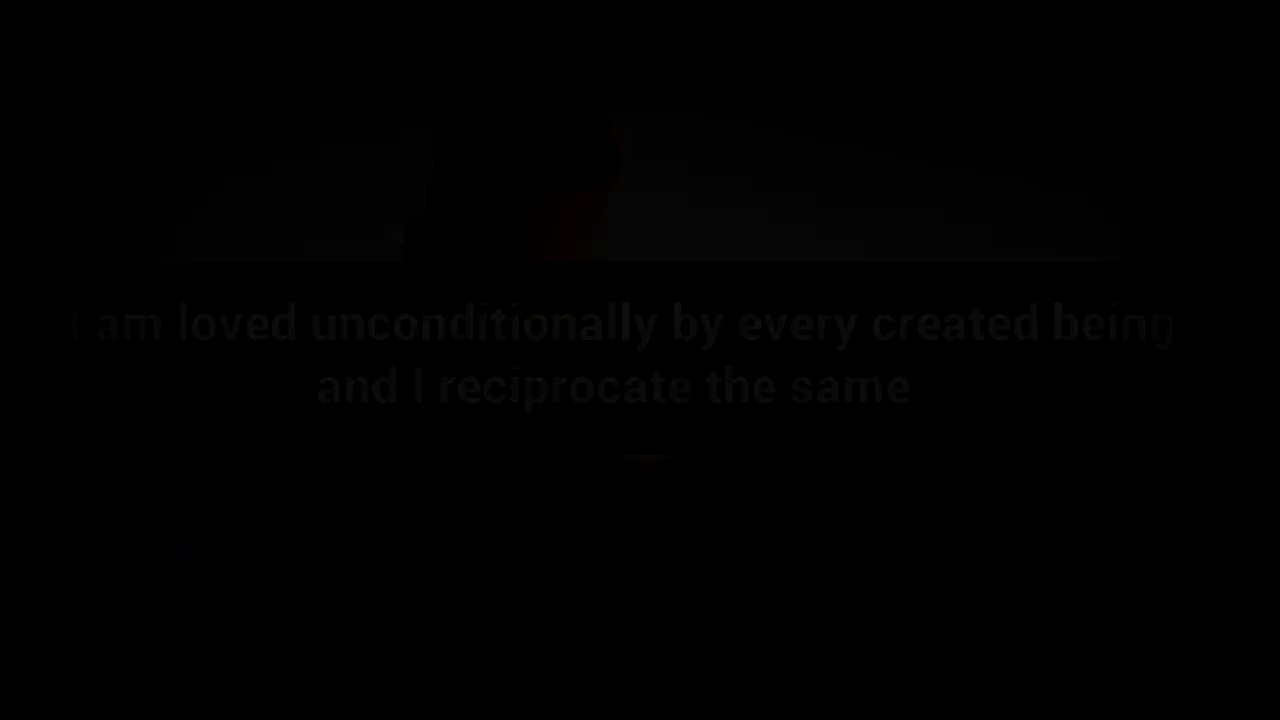 I am loved unconditionally by every created being
and I reciprocate the same